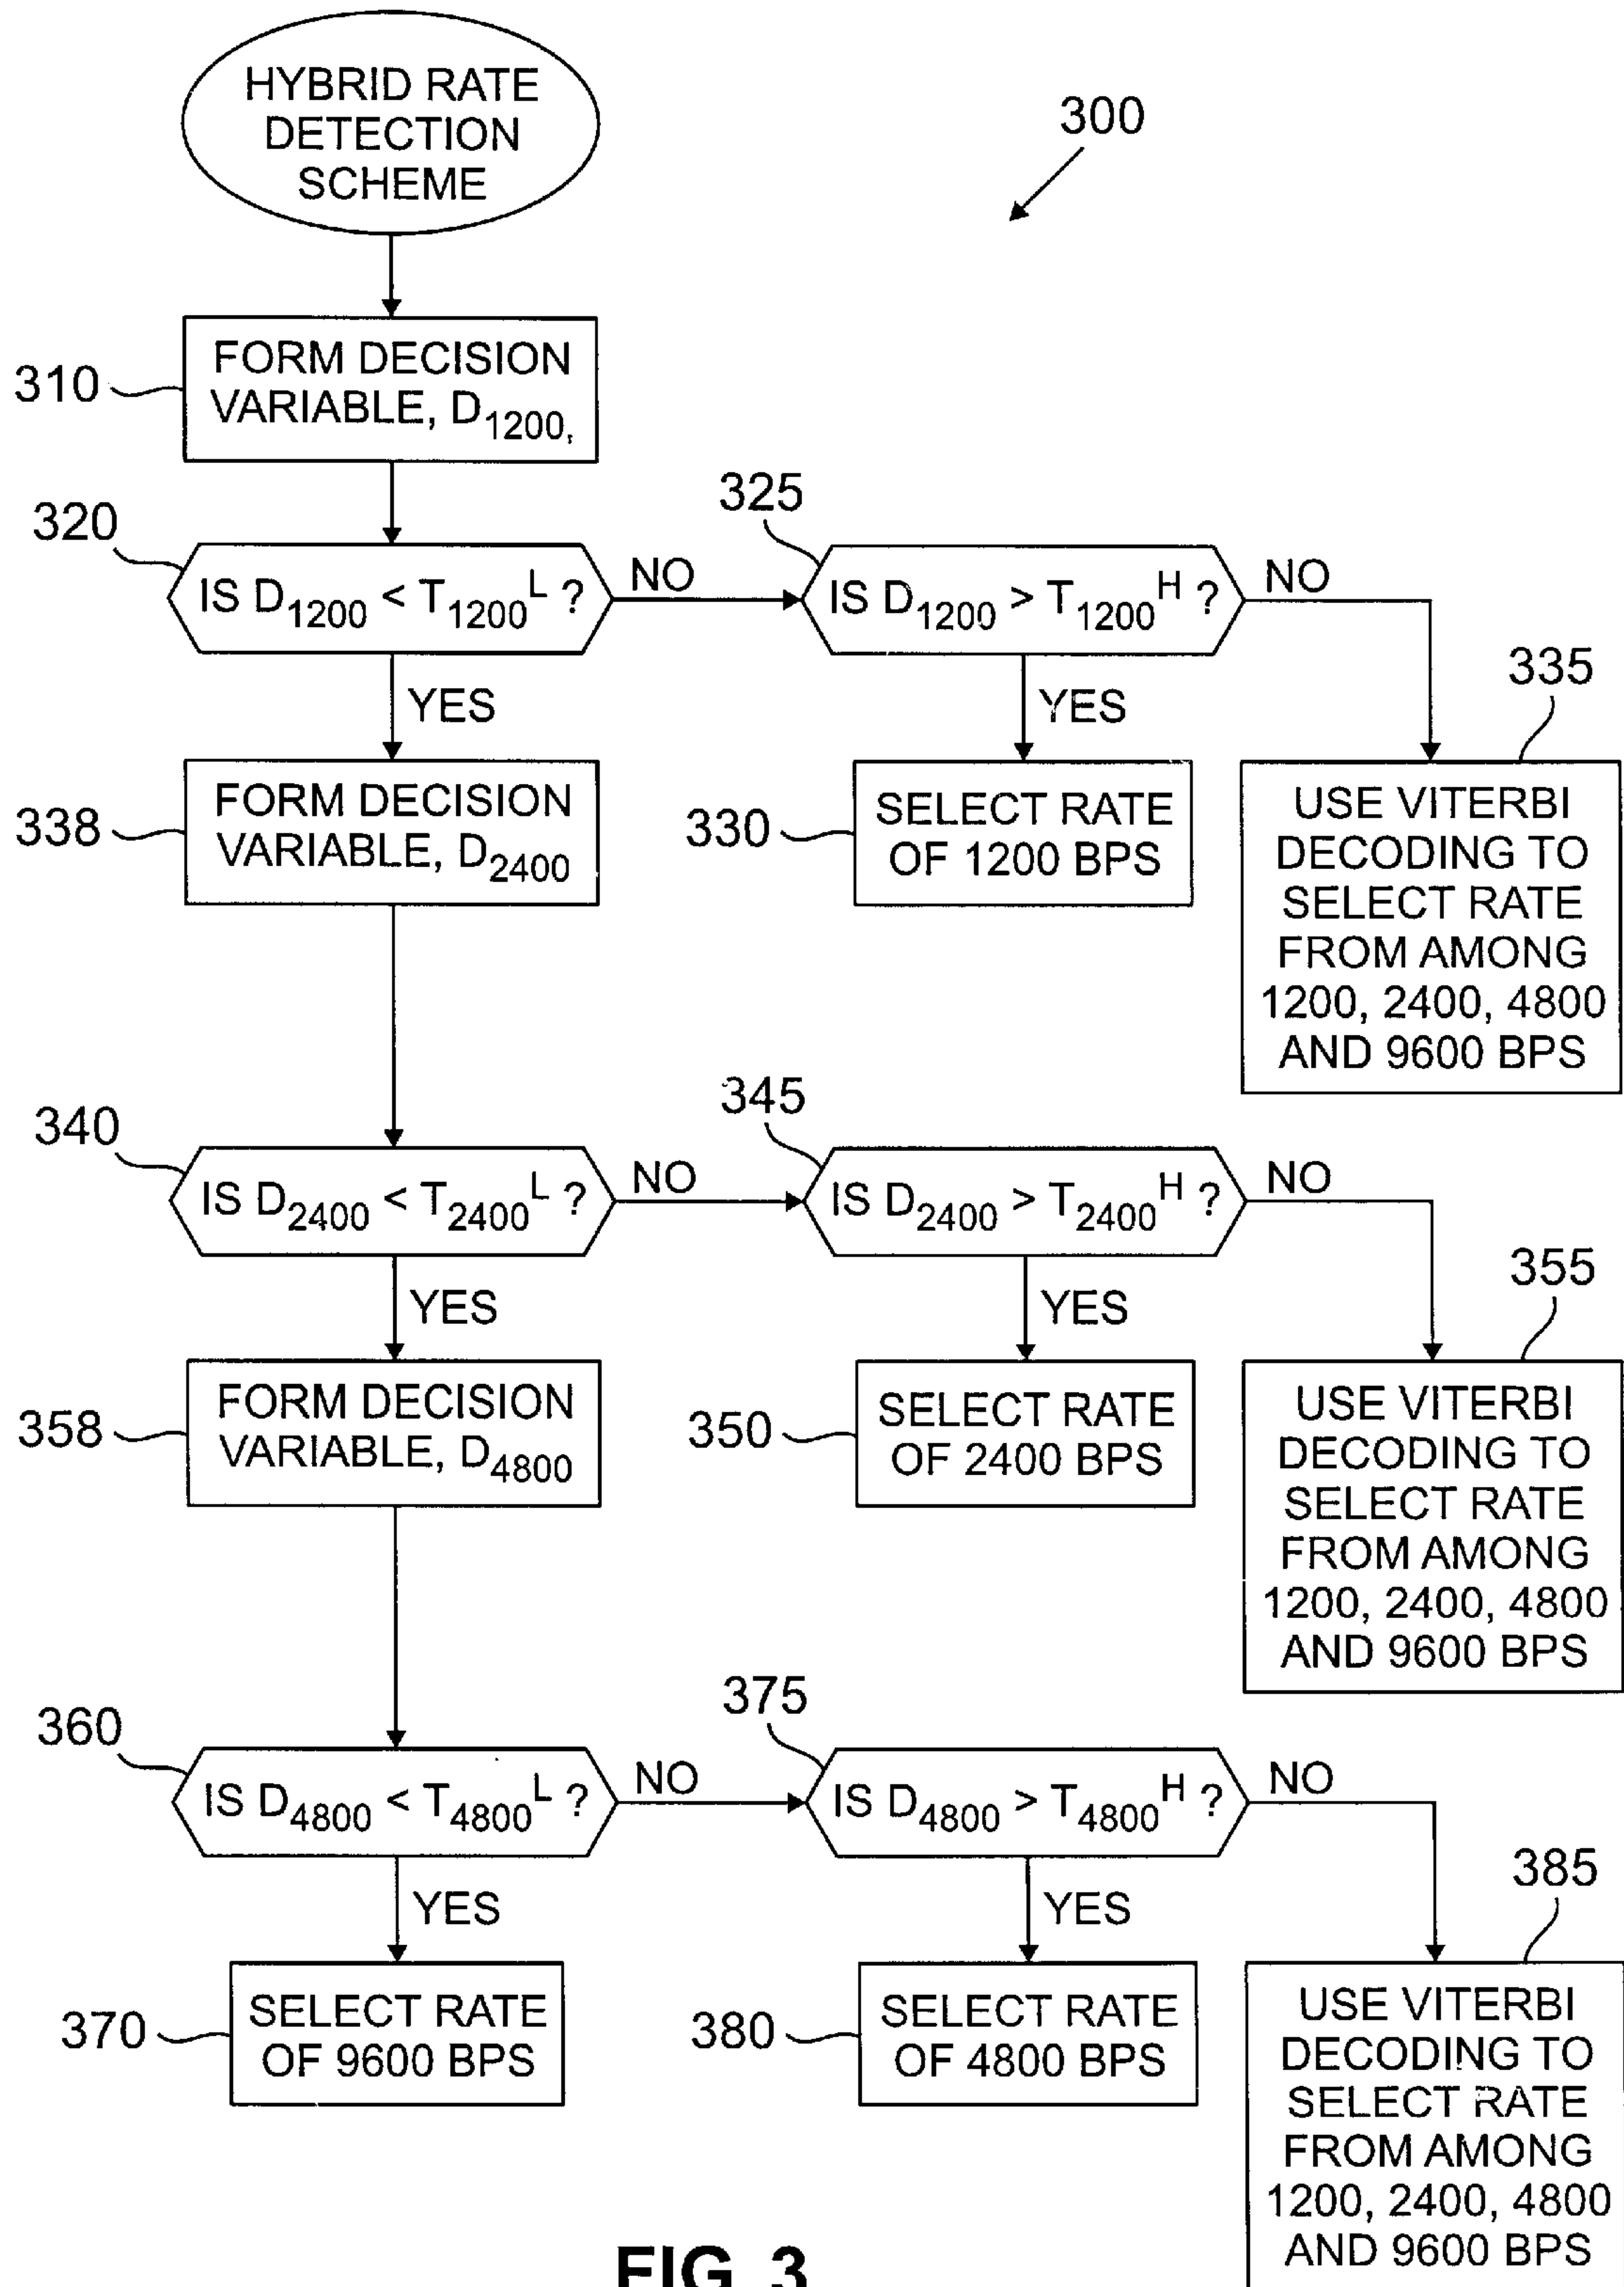 HYBRID RATE
DETECTION
SCHEME
300
310
FORM DECISION
VARIABLE, D1200,
320
IS D1200 < T1200^L ?
NO
325
IS D1200 > T1200^H ?
NO
YES
YES
335
338
FORM DECISION
VARIABLE, D2400
330
SELECT RATE
OF 1200 BPS
USE VITERBI
DECODING TO
SELECT RATE
FROM AMONG
1200, 2400, 4800
AND 9600 BPS
340
IS D2400 < T2400^L ?
NO
345
IS D2400 > T2400^H ?
NO
YES
YES
355
358
FORM DECISION
VARIABLE, D4800
350
SELECT RATE
OF 2400 BPS
USE VITERBI
DECODING TO
SELECT RATE
FROM AMONG
1200, 2400, 4800
AND 9600 BPS
360
IS D4800 < T4800^L ?
NO
375
IS D4800 > T4800^H ?
NO
YES
YES
385
370
SELECT RATE
OF 9600 BPS
380
SELECT RATE
OF 4800 BPS
USE VITERBI
DECODING TO
SELECT RATE
FROM AMONG
1200, 2400, 4800
AND 9600 BPS
FIG. 3